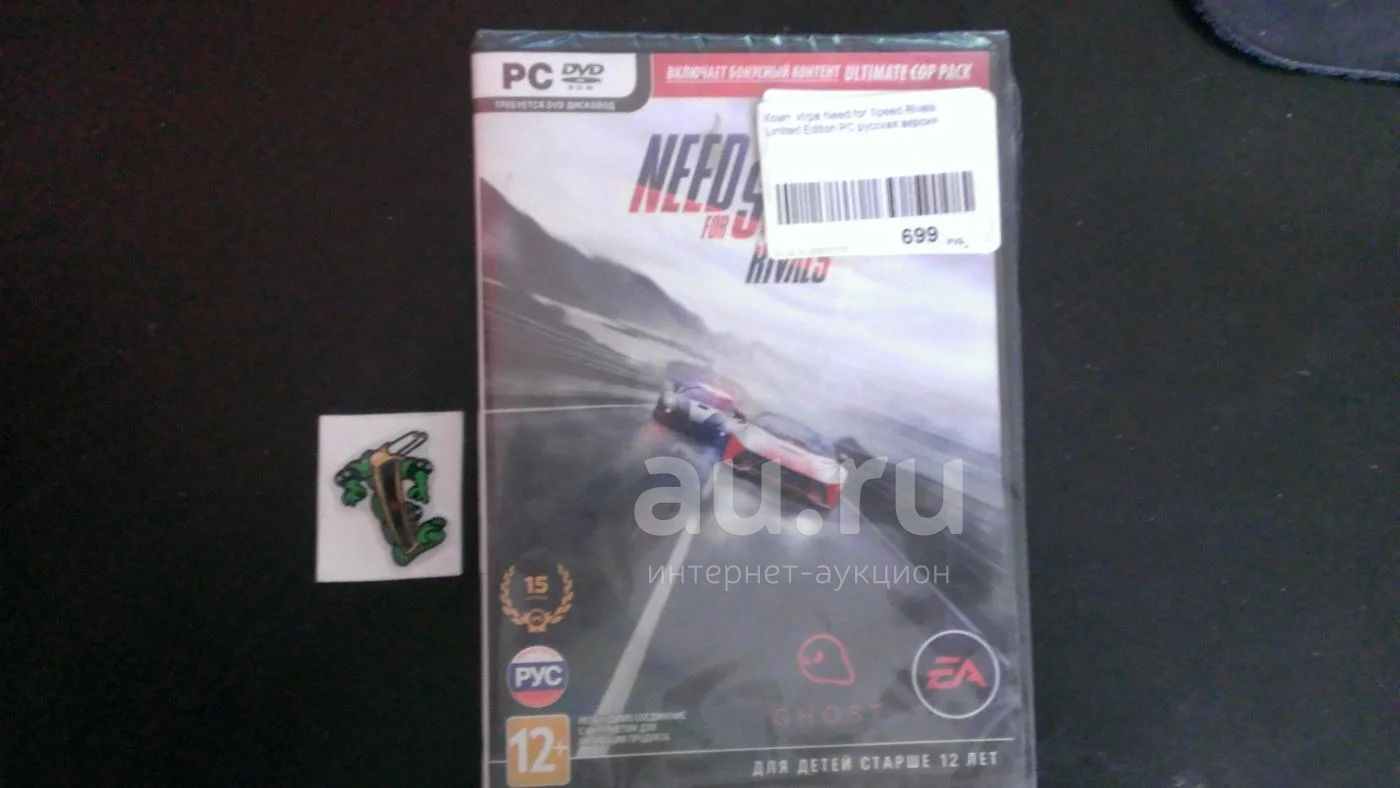 PC DVD
ROM
ТРЕБУЕТСЯ DVD ДИСКОВОД
ВКЛЮЧАЕТ БОНУСНЫЙ КОНТЕНТ ULTIMATE COP PACK
Комп. Игра Need for Speed Rivals
Limited Edition PC русская версия
699 РУБ.
NEED
FOR S
RIVALS
au.ru
интернет-аукцион
15
РУС
GHOST
EA
12+
ДЛЯ ДЕТЕЙ СТАРШЕ 12 ЛЕТ